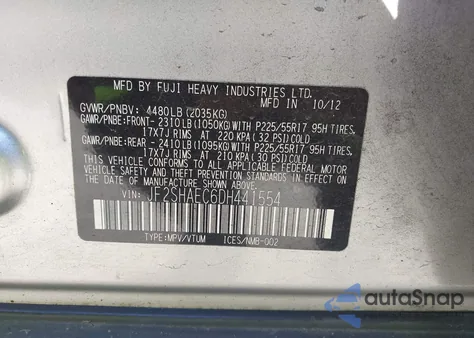 MFD BY FUJI HEAVY INDUSTRIES LTD. 10/12
GVWR/PNBV: 4480LB (2035KG)
GAWR/PNBE:FRONT-2310LB(1050KG)WITH P225/55R17 95H TIRES,
17X7J RIMS AT 220 KPA(32 PSI)COLD
GAWR/PNBE:REAR - 2410LB(1095KG)WITH P225/55R17 95H TIRES,
17X7J RIMS AT 210 KPA(30 PSI)COLD
THIS VEHICLE CONFORMS TO ALL APPLICABLE FEDERAL MOTOR
VEHICLE SAFETY, BUMPER, AND THEFT PREVENTION STANDARDS IN
EFFECT ON THE DATE OF MANUFACTURE SHOWN ABOVE.
VIN: JF2SHAEC6DH441554
TYPE:MPV/VTUM ICES/NMB-002
autoSnap
by carfast